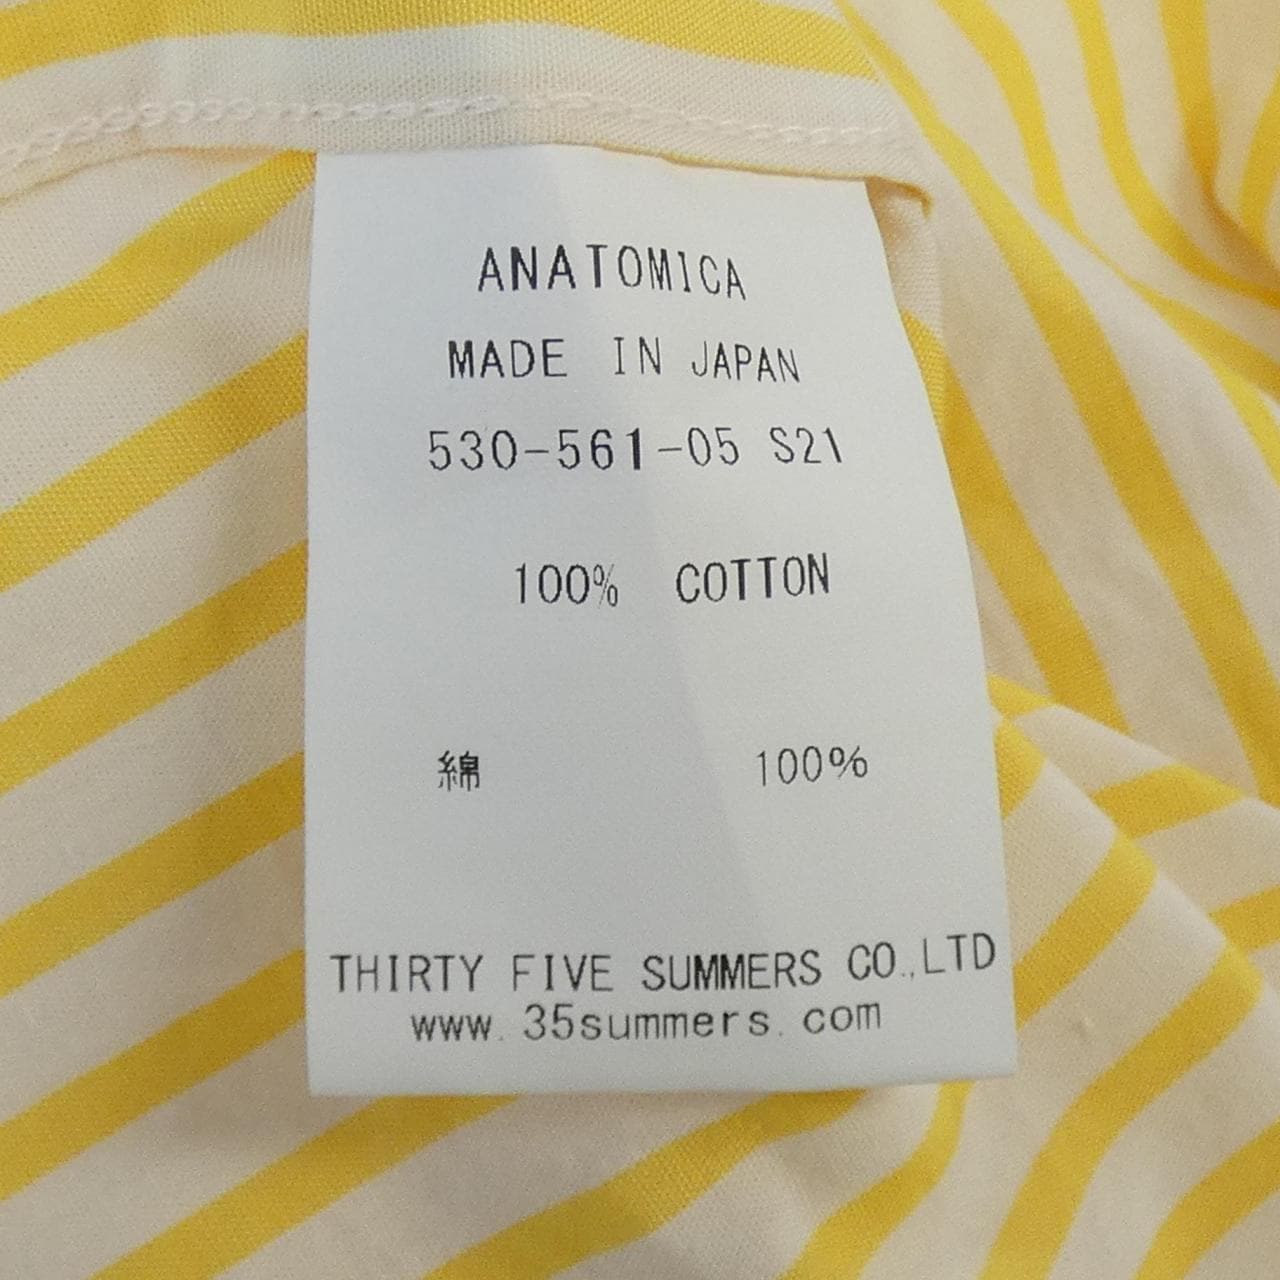 ANATOMICA
MADE IN JAPAN
530-561-05 S21
100% COTTON
綿 100%
THIRTY FIVE SUMMERS CO.,LTD
www.35summers.com